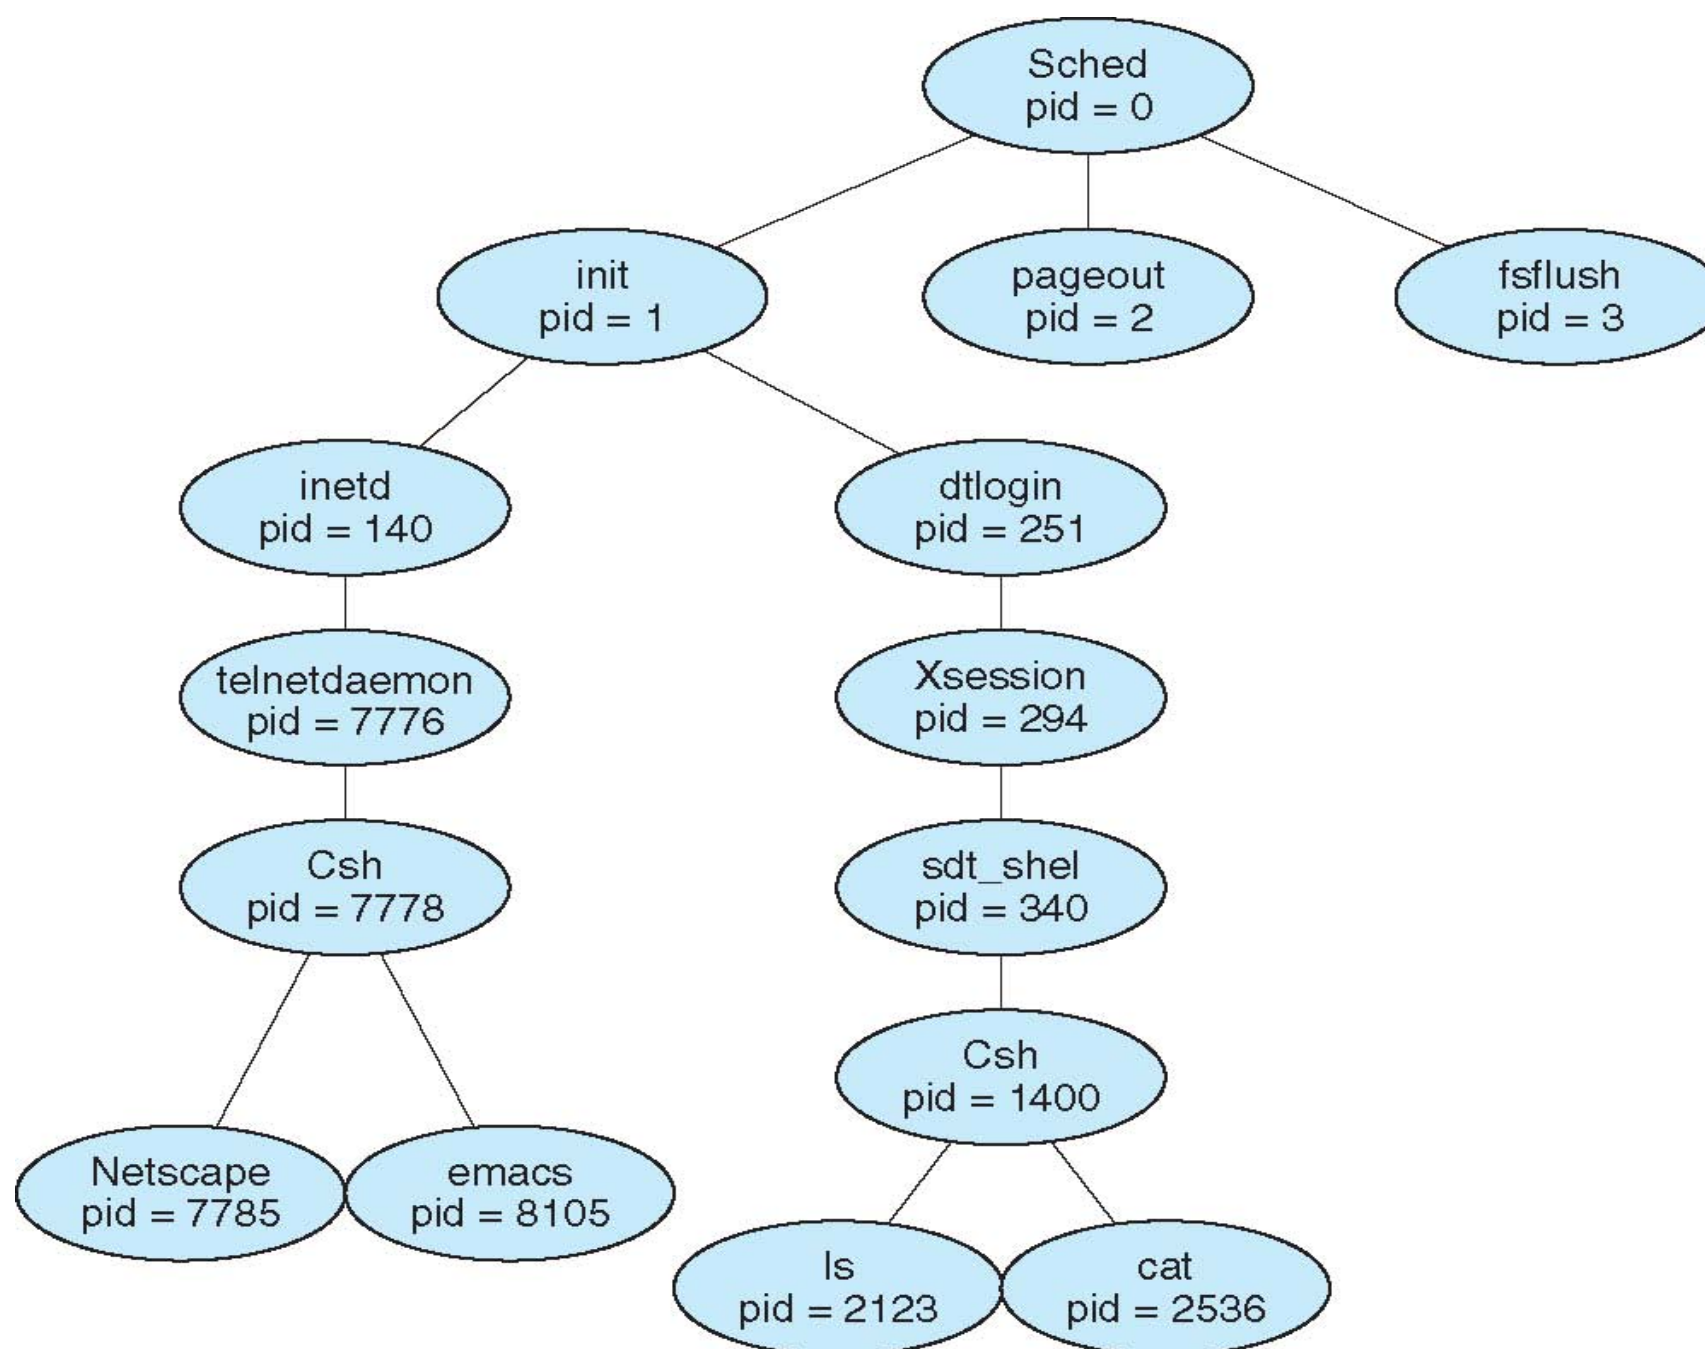 Sched
pid = 0
init
pid = 1
pageout
pid = 2
fsflush
pid = 3
inetd
pid = 140
dtlogin
pid = 251
telnetdaemon
pid = 7776
Xsession
pid = 294
Csh
pid = 7778
sdt_shel
pid = 340
Csh
pid = 1400
Netscape
pid = 7785
emacs
pid = 8105
ls
pid = 2123
cat
pid = 2536